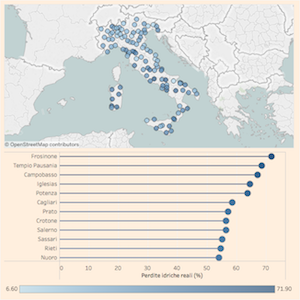 © OpenStreetMap contributors
Frosinone
Tempio Pausania
Campobasso
Iglesias
Potenza
Cagliari
Prato
Crotone
Salerno
Sassari
Rieti
Nuoro
0 10 20 30 40 50 60 70
Perdite idriche reali (%)
6.60 71.90